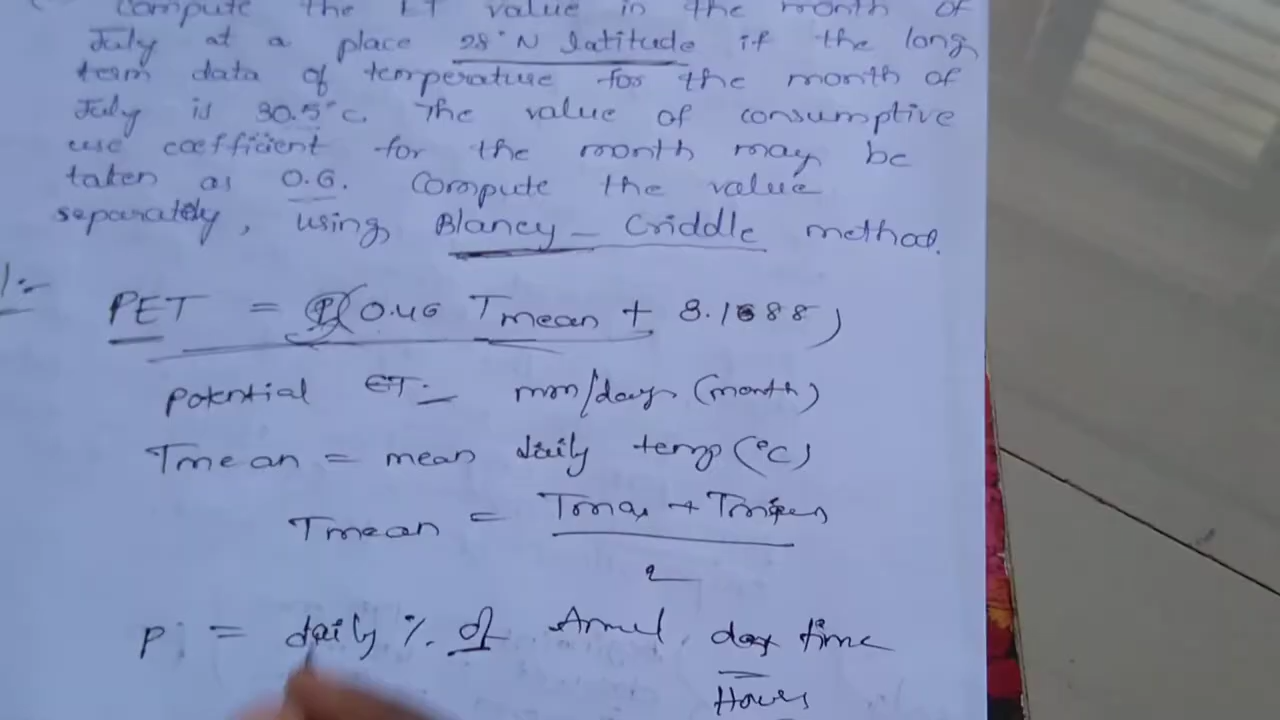 Compute the ET value in the month of
July at a place 28°N latitude if the long
term data of temperature for the month of
July is 30.5°c. The value of consumptive
use coefficient for the month may be
taken as 0.6. Compute the value
separately, using Blaney - Criddle method.
1:-
PET = P(0.46 Tmean + 8.1688)
potential ET:- mm/days (month)
Tmean = mean daily temp (°c)
Tmean = Tmax + Tmin
2
P = daily %. of day time
Hours